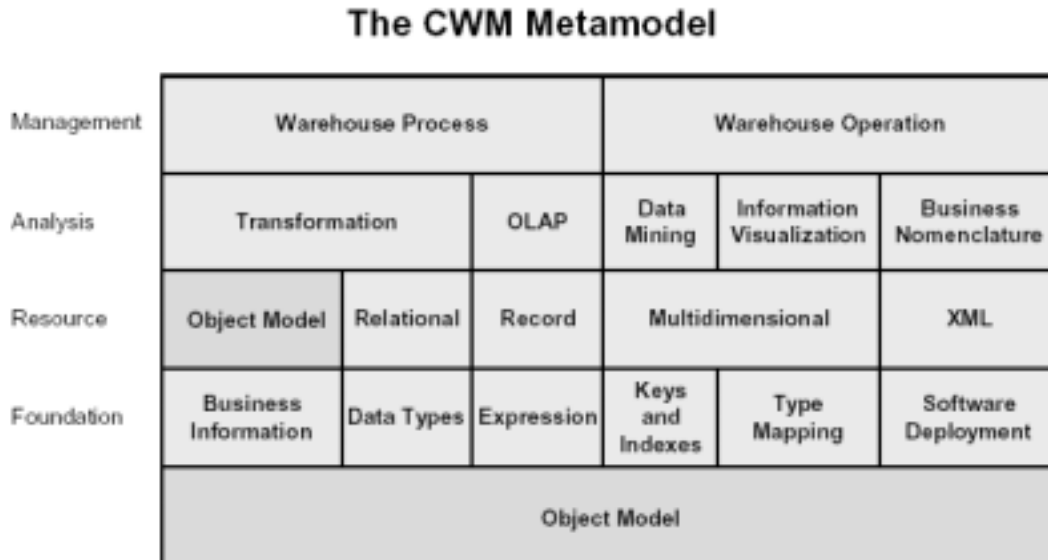 The CWM Metamodel
Management
Warehouse Process
Warehouse Operation
Analysis
Transformation
OLAP
Data
Mining
Information
Visualization
Business
Nomenclature
Resource
Object Model
Relational
Record
Multidimensional
XML
Foundation
Business
Information
Data Types
Expression
Keys
and
Indexes
Type
Mapping
Software
Deployment
Object Model